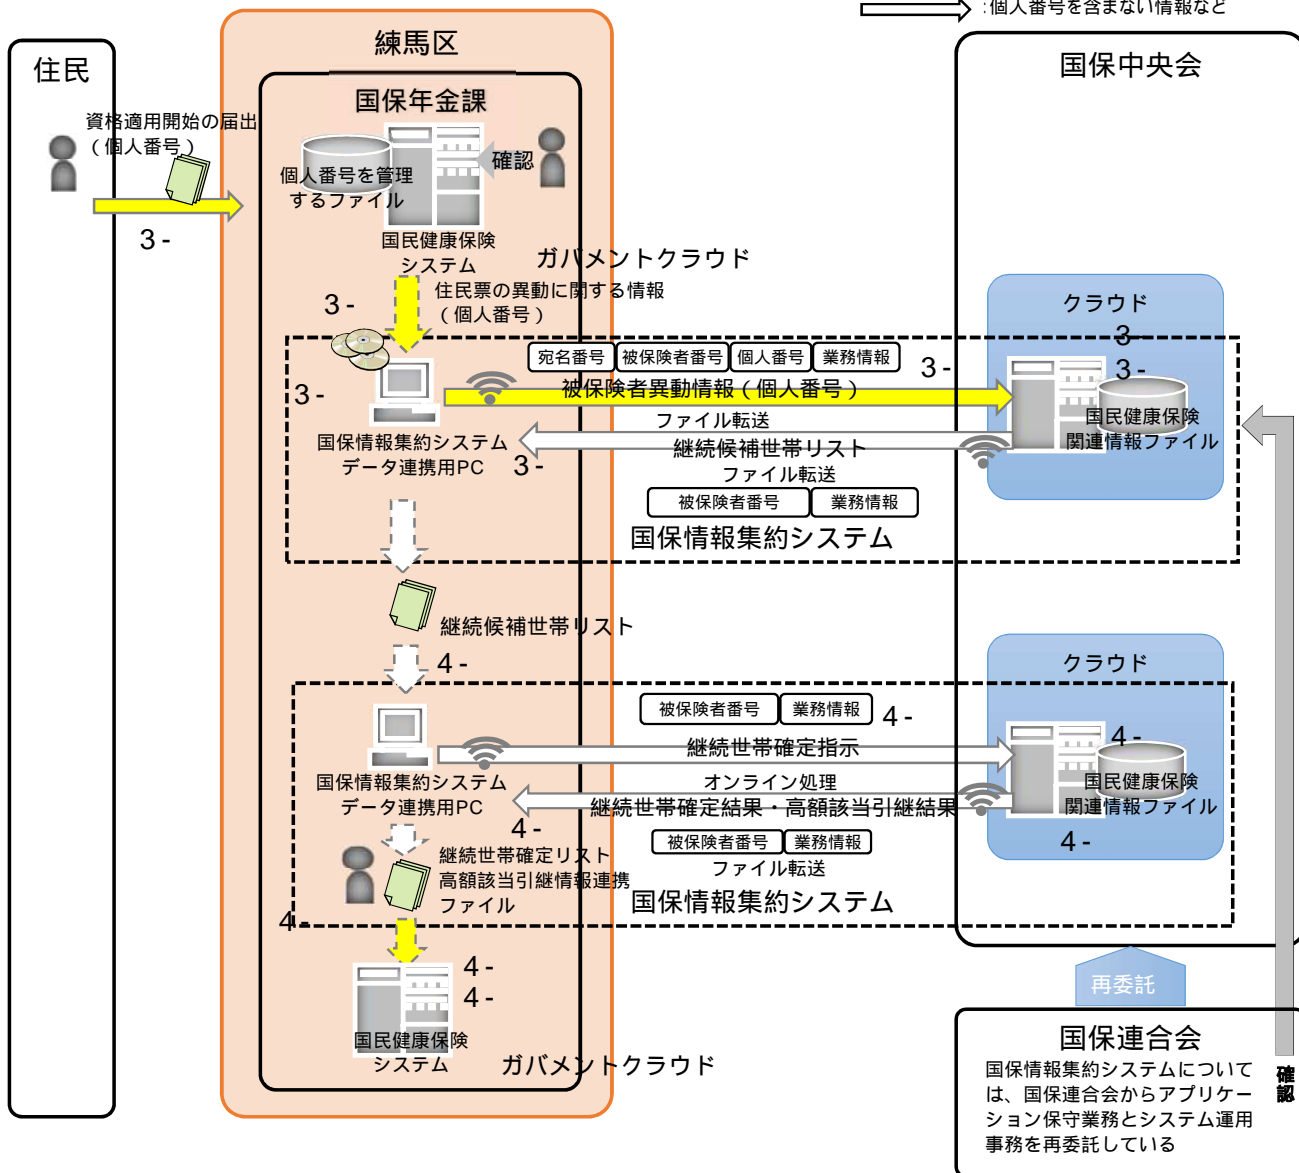 :個人番号を含まない情報など
住民
練馬区
国保中央会
国保年金課
資格適用開始の届出
（個人番号）
3 -
個人番号を管理
するファイル
確認
国民健康保険
システム
ガバメントクラウド
住民票の異動に関する情報
（個人番号）
3 -
3 -
国保情報集約システム
データ連携用PC
宛名番号 被保険者番号 個人番号 業務情報
3 -
被保険者異動情報（個人番号）
ファイル転送
継続候補世帯リスト
3 -
ファイル転送
被保険者番号 業務情報
国保情報集約システム
クラウド
3 -
3 -
国民健康保険
関連情報ファイル
継続候補世帯リスト
4 -
国保情報集約システム
データ連携用PC
被保険者番号 業務情報
4 -
継続世帯確定指示
オンライン処理
継続世帯確定結果・高額該当引継結果
4 -
被保険者番号 業務情報
ファイル転送
国保情報集約システム
クラウド
4 -
国民健康保険
関連情報ファイル
4 -
継続世帯確定リスト
高額該当引継情報連携
ファイル
4 -
4 -
4 -
国民健康保険
システム
ガバメントクラウド
再委託
国保連合会
国保情報集約システムについて
は、国保連合会からアプリケー
ション保守業務とシステム運用
事務を再委託している
確認